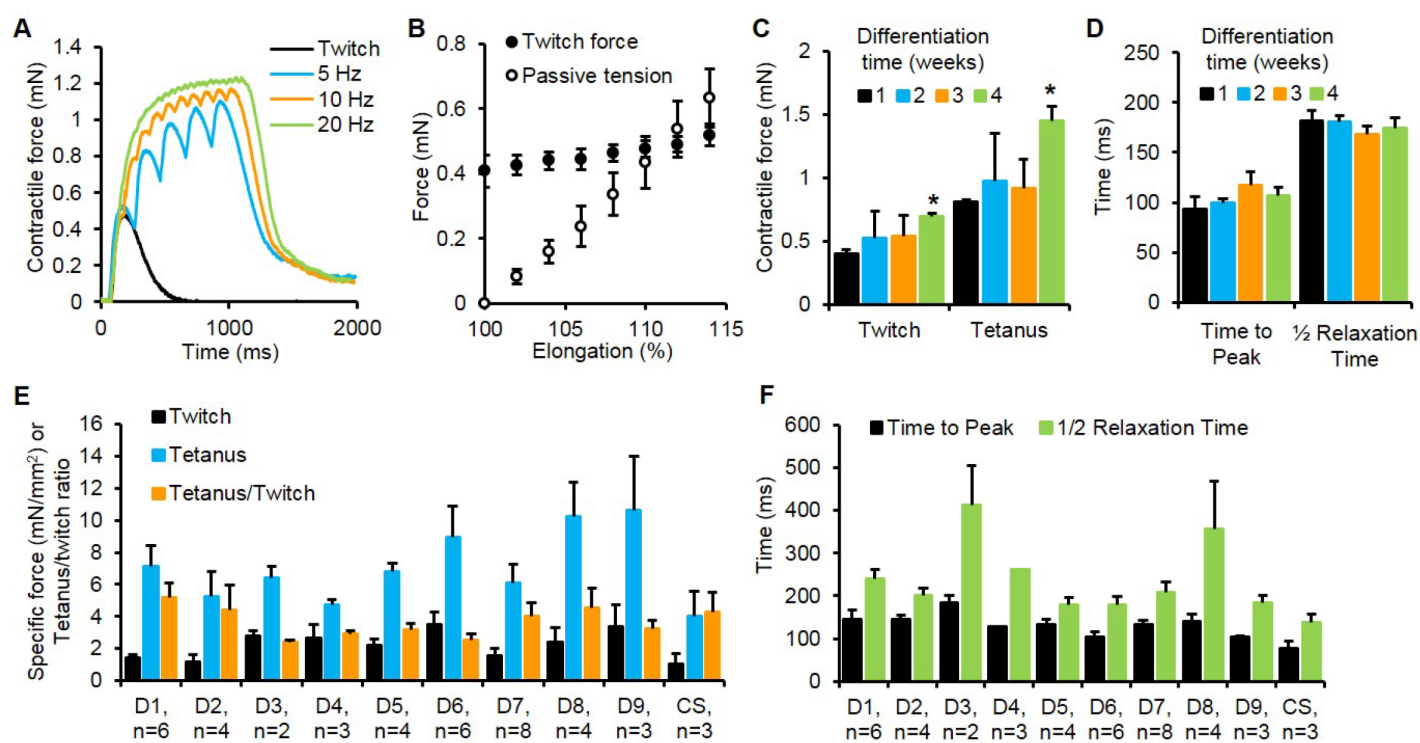 A
Contractile force (mN)
1.4
1.2
1.0
0.8
0.6
0.4
0.2
0
Twitch
5 Hz
10 Hz
20 Hz
0
1000
2000
Time (ms)
B
Force (mN)
0.8
0.6
0.4
0.2
0
Twitch force
Passive tension
100
105
110
115
Elongation (%)
C
Contractile force (mN)
2
1.5
1
0.5
0
Differentiation
time (weeks)
1 2 3 4
*
*
Twitch
Tetanus
D
Time (ms)
250
200
150
100
50
0
Differentiation
time (weeks)
1 2 3 4
Time to
Peak
½ Relaxation
Time
E
Specific force (mN/mm²) or
Tetanus/twitch ratio
16
14
12
10
8
6
4
2
0
Twitch
Tetanus
Tetanus/Twitch
D1, D2, D3, D4, D5, D6, D7, D8, D9, CS,
n=6 n=4 n=2 n=3 n=4 n=6 n=8 n=4 n=3 n=3
F
Time (ms)
600
500
400
300
200
100
0
Time to Peak
1/2 Relaxation Time
D1, D2, D3, D4, D5, D6, D7, D8, D9, CS,
n=6 n=4 n=2 n=3 n=4 n=6 n=8 n=4 n=3 n=3